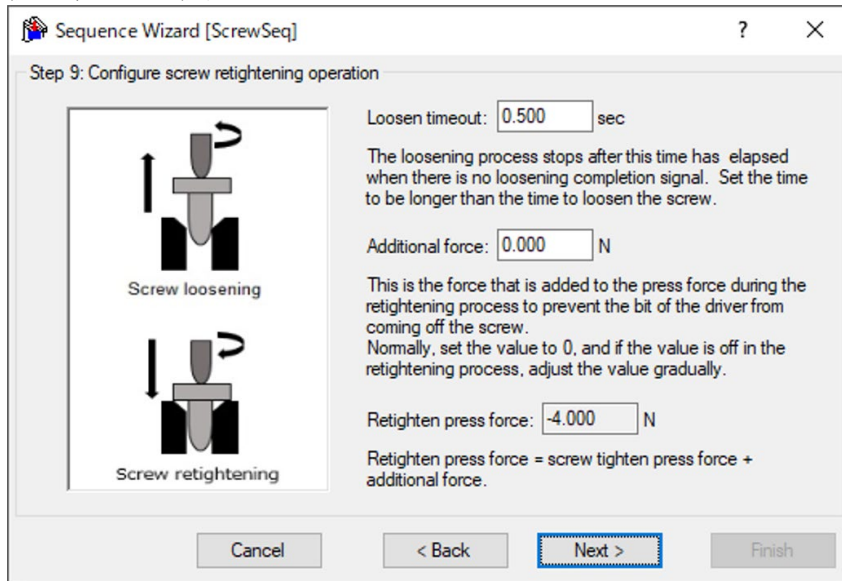 Sequence Wizard [ScrewSeq]
?
Step 9: Configure screw retightening operation
Loosen timeout: 0.500 sec
The loosening process stops after this time has elapsed
when there is no loosening completion signal. Set the time
to be longer than the time to loosen the screw.
Additional force: 0.000 N
Screw loosening
This is the force that is added to the press force during the
retightening process to prevent the bit of the driver from
coming off the screw.
Normally, set the value to 0, and if the value is off in the
retightening process, adjust the value gradually.
Retighten press force: -4.000 N
Screw retightening
Retighten press force = screw tighten press force +
additional force.
Cancel
< Back
Next >
Finish